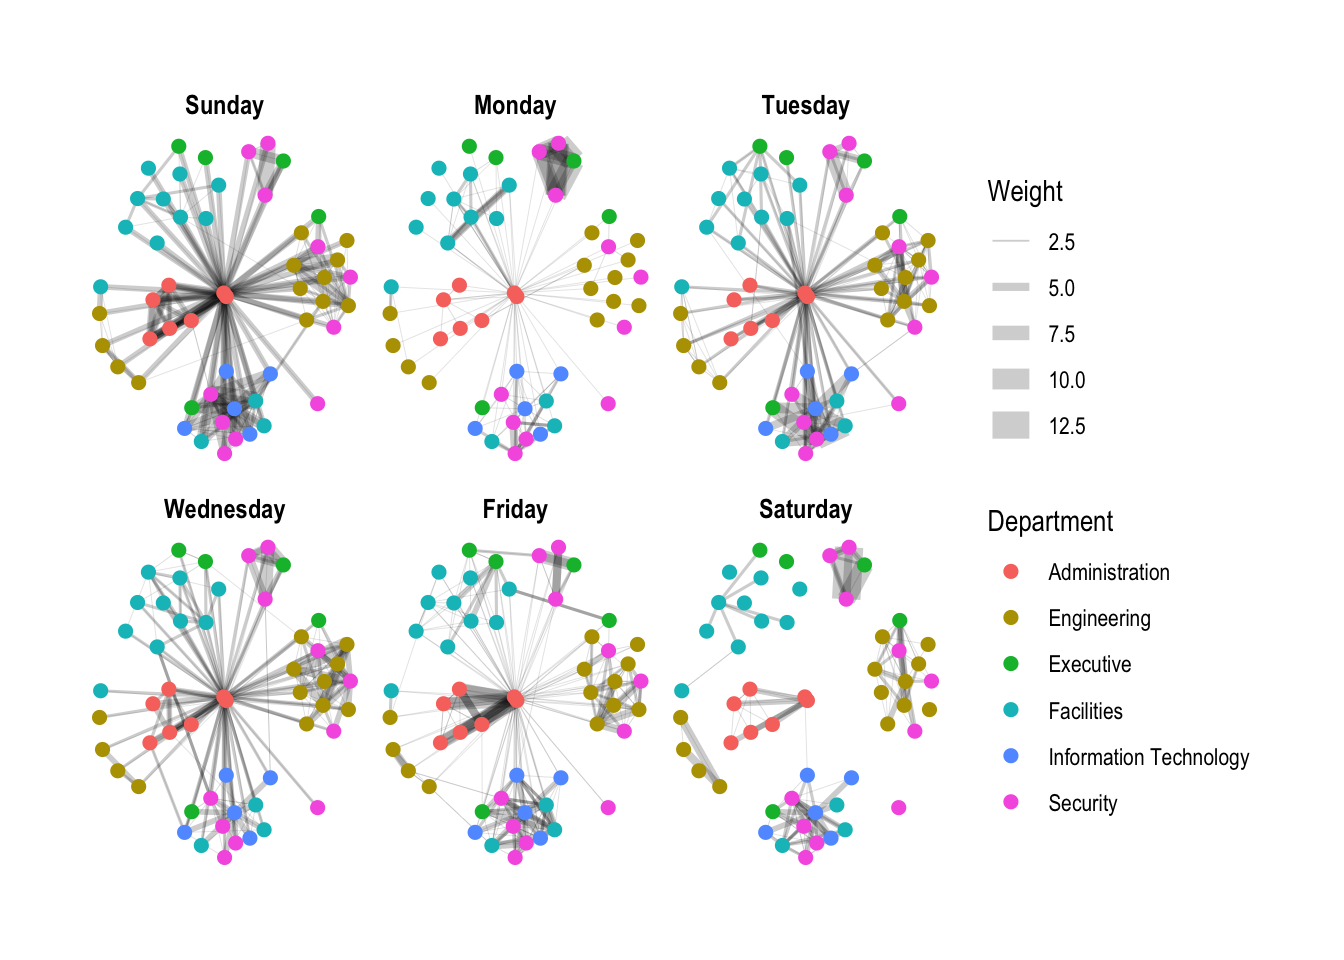 Sunday
Monday
Tuesday
Wednesday
Friday
Saturday
Weight
2.5
5.0
7.5
10.0
12.5
Department
Administration
Engineering
Executive
Facilities
Information Technology
Security